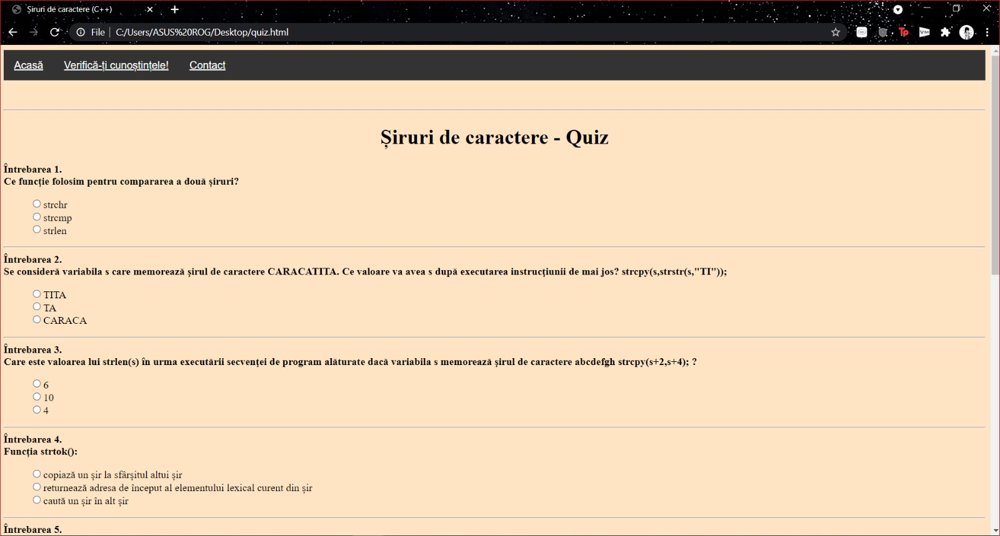 Șiruri de caractere (C++)
File C:/Users/ASUS%20ROG/Desktop/quiz.html
Acasă Verifică-ți cunoștințele! Contact
Șiruri de caractere - Quiz
Întrebarea 1.
Ce funcție folosim pentru compararea a două șiruri?
strchr
strcmp
strlen
Întrebarea 2.
Se consideră variabila s care memorează şirul de caractere CARACATITA. Ce valoare va avea s după executarea instrucţiunii de mai jos? strcpy(s,strstr(s,"TI"));
TITA
TA
CARACA
Întrebarea 3.
Care este valoarea lui strlen(s) în urma executării secvenţei de program alăturate dacă variabila s memorează şirul de caractere abcdefgh strcpy(s+2,s+4); ?
6
10
4
Întrebarea 4.
Funcția strtok():
copiază un șir la sfârșitul altui șir
returnează adresa de început al elementului lexical curent din șir
caută un șir în alt șir
Întrebarea 5.